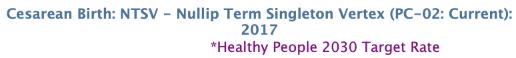 Cesarean Birth: NTSV - Nullip Term Singleton Vertex (PC-02: Current):
2017
*Healthy People 2030 Target Rate